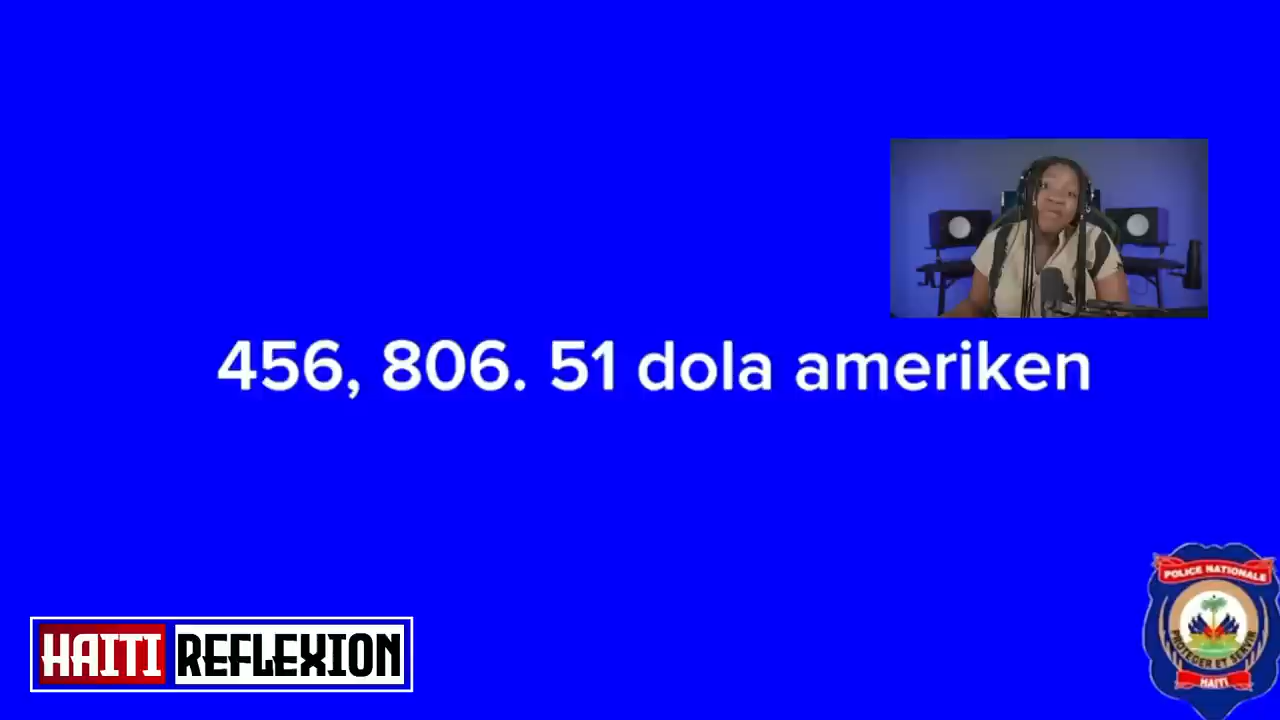 456, 806. 51 dola ameriken
HAITI REFLEXION
POLICE NATIONALE
PROTEGER ET SERVIR
HAITI